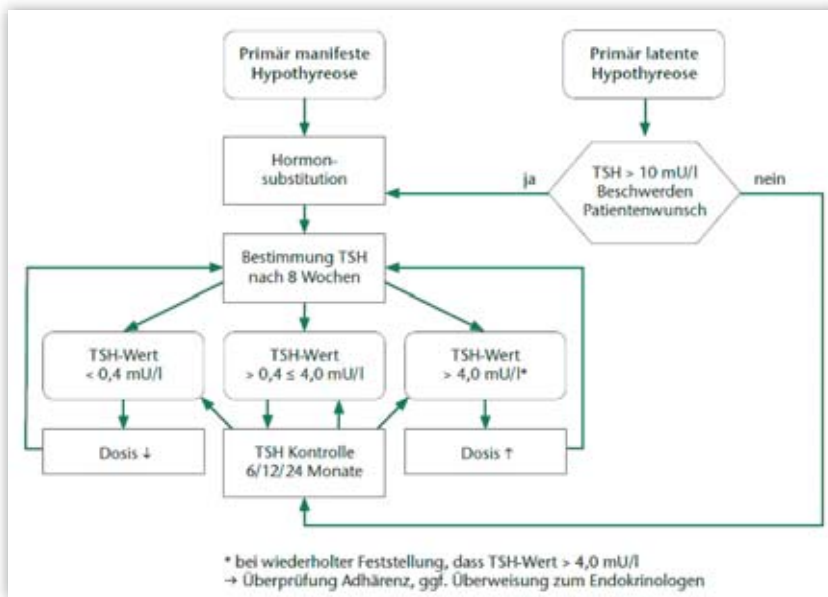 Primär manifeste
Hypothyreose
Primär latente
Hypothyreose
Hormon-
substitution
ja
TSH > 10 mU/l
Beschwerden
Patientenwunsch
nein
Bestimmung TSH
nach 8 Wochen
TSH-Wert
< 0,4 mU/l
TSH-Wert
> 0,4 ≤ 4,0 mU/l
TSH-Wert
> 4,0 mU/l*
Dosis ↓
TSH Kontrolle
6/12/24 Monate
Dosis ↑
* bei wiederholter Feststellung, dass TSH-Wert > 4,0 mU/l
→ Überprüfung Adhärenz, ggf. Überweisung zum Endokrinologen